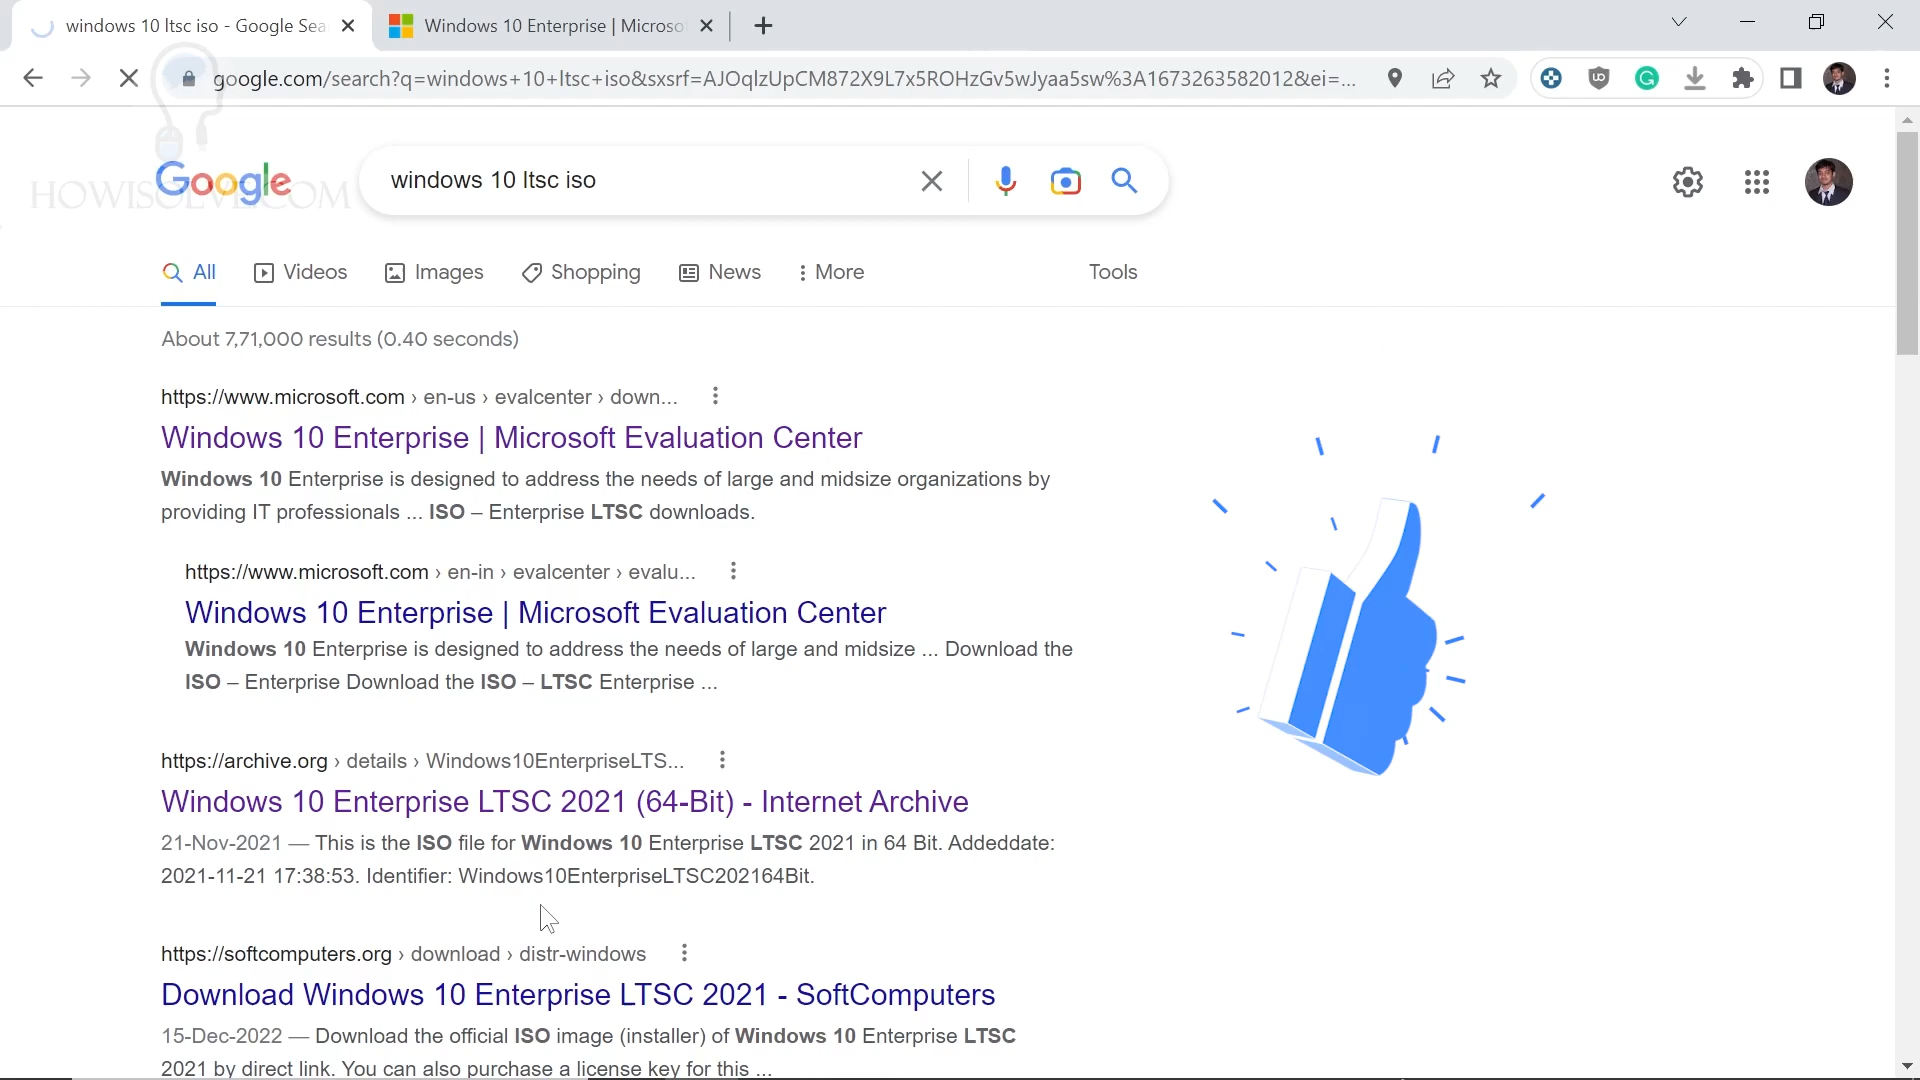 windows 10 ltsc iso - Google Sea
Windows 10 Enterprise | Microso
google.com/search?q=windows+10+ltsc+iso&sxsrf=AJOqlzUpCM872X9L7x5ROHzGv5wJyaa5sw%3A1673263582012&ei=...
Google
windows 10 ltsc iso
HOWISOLVE.COM
All
Videos
Images
Shopping
News
More
Tools
About 7,71,000 results (0.40 seconds)
https://www.microsoft.com › en-us › evalcenter › down...
Windows 10 Enterprise | Microsoft Evaluation Center
Windows 10 Enterprise is designed to address the needs of large and midsize organizations by
providing IT professionals ... ISO – Enterprise LTSC downloads.
https://www.microsoft.com › en-in › evalcenter › evalu...
Windows 10 Enterprise | Microsoft Evaluation Center
Windows 10 Enterprise is designed to address the needs of large and midsize ... Download the
ISO – Enterprise Download the ISO – LTSC Enterprise ...
https://archive.org › details › Windows10EnterpriseLTS...
Windows 10 Enterprise LTSC 2021 (64-Bit) - Internet Archive
21-Nov-2021 — This is the ISO file for Windows 10 Enterprise LTSC 2021 in 64 Bit. Addeddate:
2021-11-21 17:38:53. Identifier: Windows10EnterpriseLTSC202164Bit.
https://softcomputers.org › download › distr-windows
Download Windows 10 Enterprise LTSC 2021 - SoftComputers
15-Dec-2022 — Download the official ISO image (installer) of Windows 10 Enterprise LTSC
2021 by direct link. You can also purchase a license key for this ...